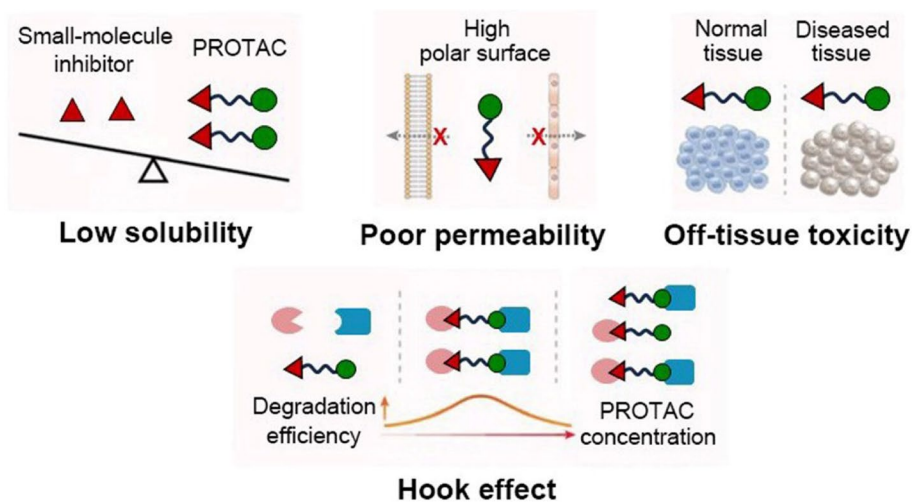 Small-molecule
inhibitor
PROTAC
Low solubility
High
polar surface
X
X
Poor permeability
Normal
tissue
Diseased
tissue
Off-tissue toxicity
Degradation
efficiency
PROTAC
concentration
Hook effect